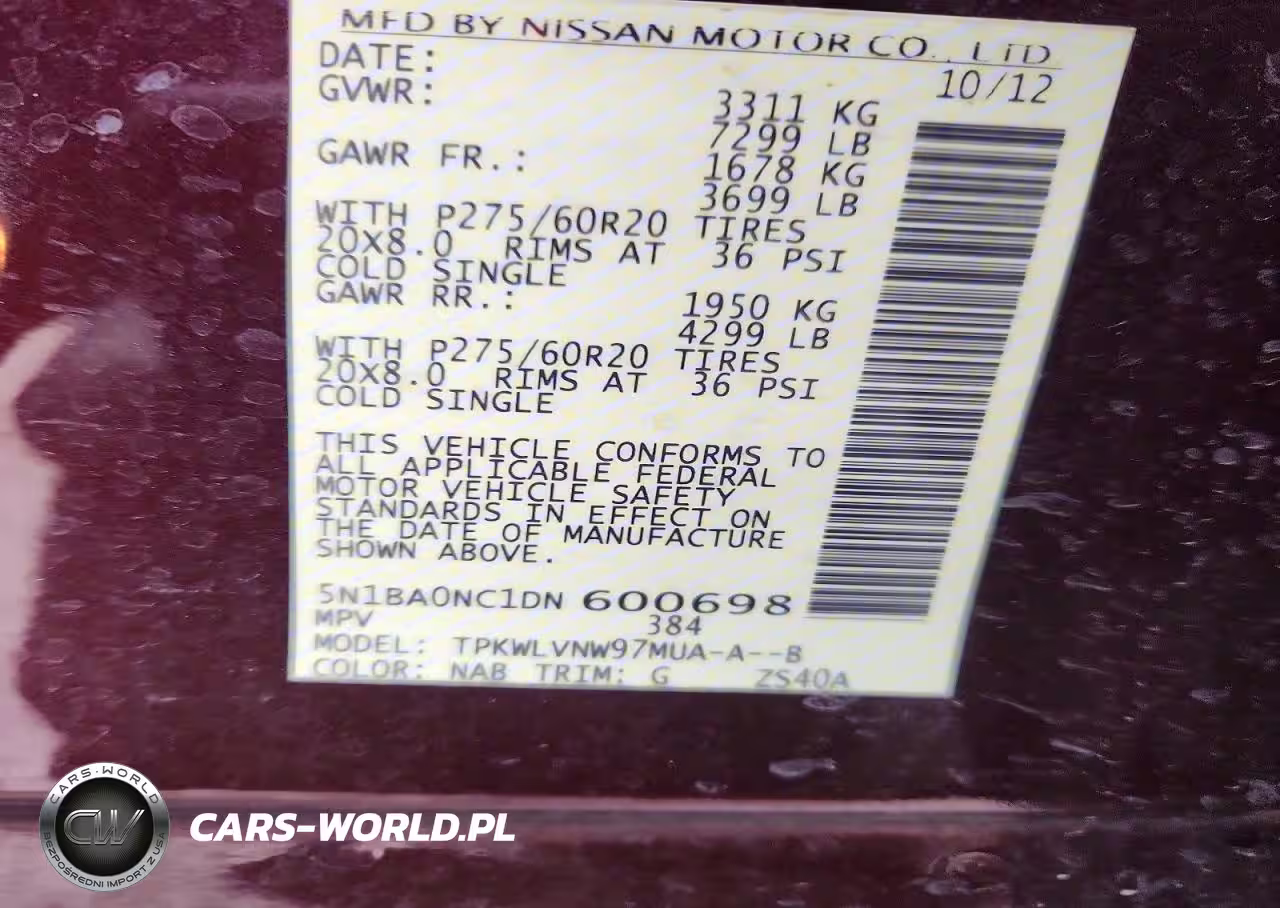 MFD BY NISSAN MOTOR CO., LTD
DATE: 10/12
GVWR: 3311 KG
7299 LB
GAWR FR.: 1678 KG
3699 LB
WITH P275/60R20 TIRES
20X8.0 RIMS AT 36 PSI
COLD SINGLE
GAWR RR.: 1950 KG
4299 LB
WITH P275/60R20 TIRES
20X8.0 RIMS AT 36 PSI
COLD SINGLE
THIS VEHICLE CONFORMS TO
ALL APPLICABLE FEDERAL
MOTOR VEHICLE SAFETY
STANDARDS IN EFFECT ON
THE DATE OF MANUFACTURE
SHOWN ABOVE.
5N1BA0NC1DN 600698
MPV 384
MODEL: TPKWLVNW97MUA-A--B
COLOR: NAB TRIM: G ZS40A
CARS-WORLD
CW
BEZPOŚREDNI IMPORT Z USA
CARS-WORLD.PL